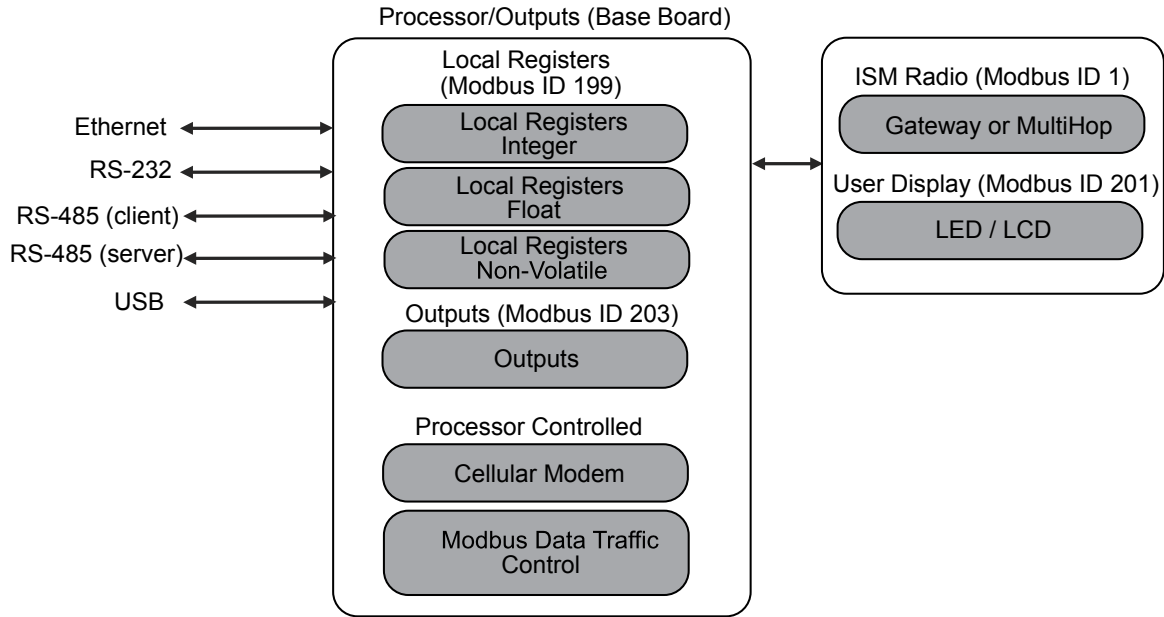 Processor/Outputs (Base Board)
Local Registers
(Modbus ID 199)
Local Registers
Integer
Local Registers
Float
Local Registers
Non-Volatile
Outputs (Modbus ID 203)
Outputs
Processor Controlled
Cellular Modem
Modbus Data Traffic
Control
Ethernet
RS-232
RS-485 (client)
RS-485 (server)
USB
ISM Radio (Modbus ID 1)
Gateway or MultiHop
User Display (Modbus ID 201)
LED / LCD